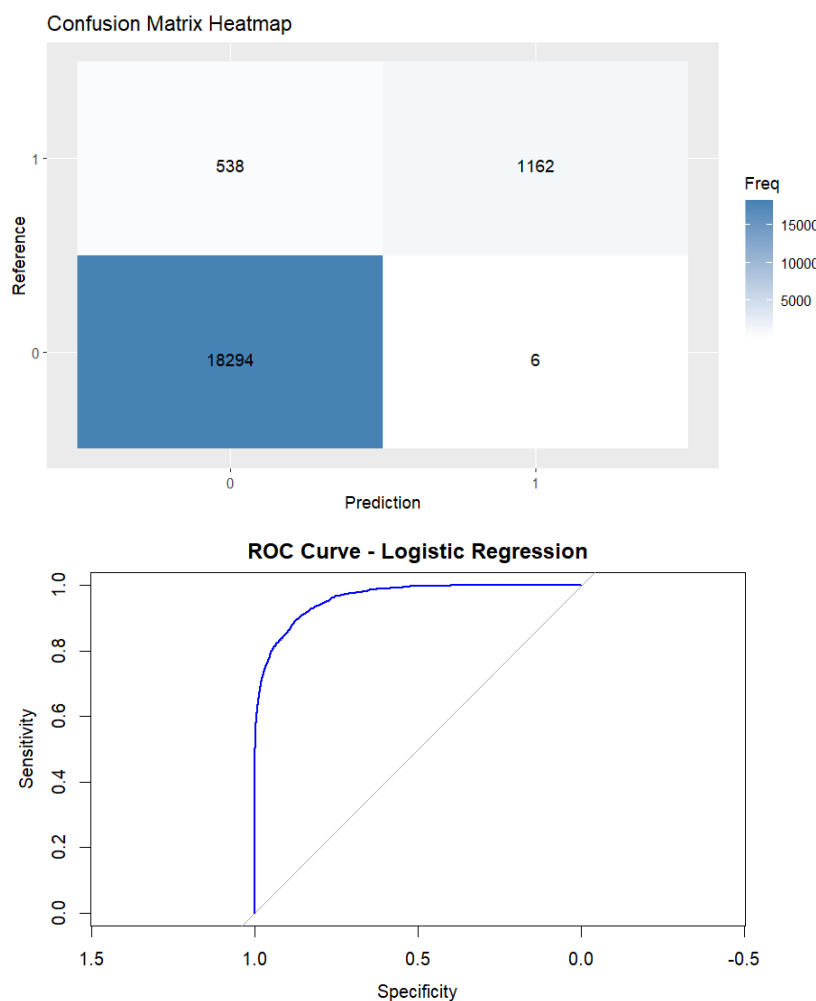 Confusion Matrix Heatmap
538 1162
1
Freq
15000
Reference
10000
5000
0
18294 6
0 1
Prediction
ROC Curve - Logistic Regression
1.0
0.8
0.6
Sensitivity
0.4
0.2
0.0
1.5 1.0 0.5 0.0 -0.5
Specificity